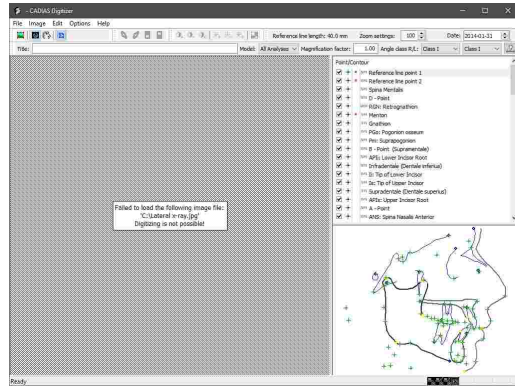 - CADIAS Digitizer
File Image Edit Options Help
Reference line length: 40.0 mm Zoom settings: 100 Date: 2014-01-31
Title: Model: All Analyses Magnification factor: 1.00 Angle class R/L: Class 1 Class 1
Point/Contour
Reference line point 1
Reference line point 2
Spina Mentalis
D - Point
RGN: Retrognathion
Menton
Gnathion
PGo: Pogonion osseum
Pm: Suprapogonion
B - Point (Supramentale)
APIi: Lower Incisor Root
Infradentale (Dentale inferius)
Ii: Tip of Lower Incisor
Is: Tip of Upper Incisor
Supradentale (Dentale superius)
APIs: Upper Incisor Root
A - Point
ANS: Spina Nasale Anterior
Failed to load the following image file:
'C:\Lateral x-ray.jpg'
Digitizing is not possible!
Ready